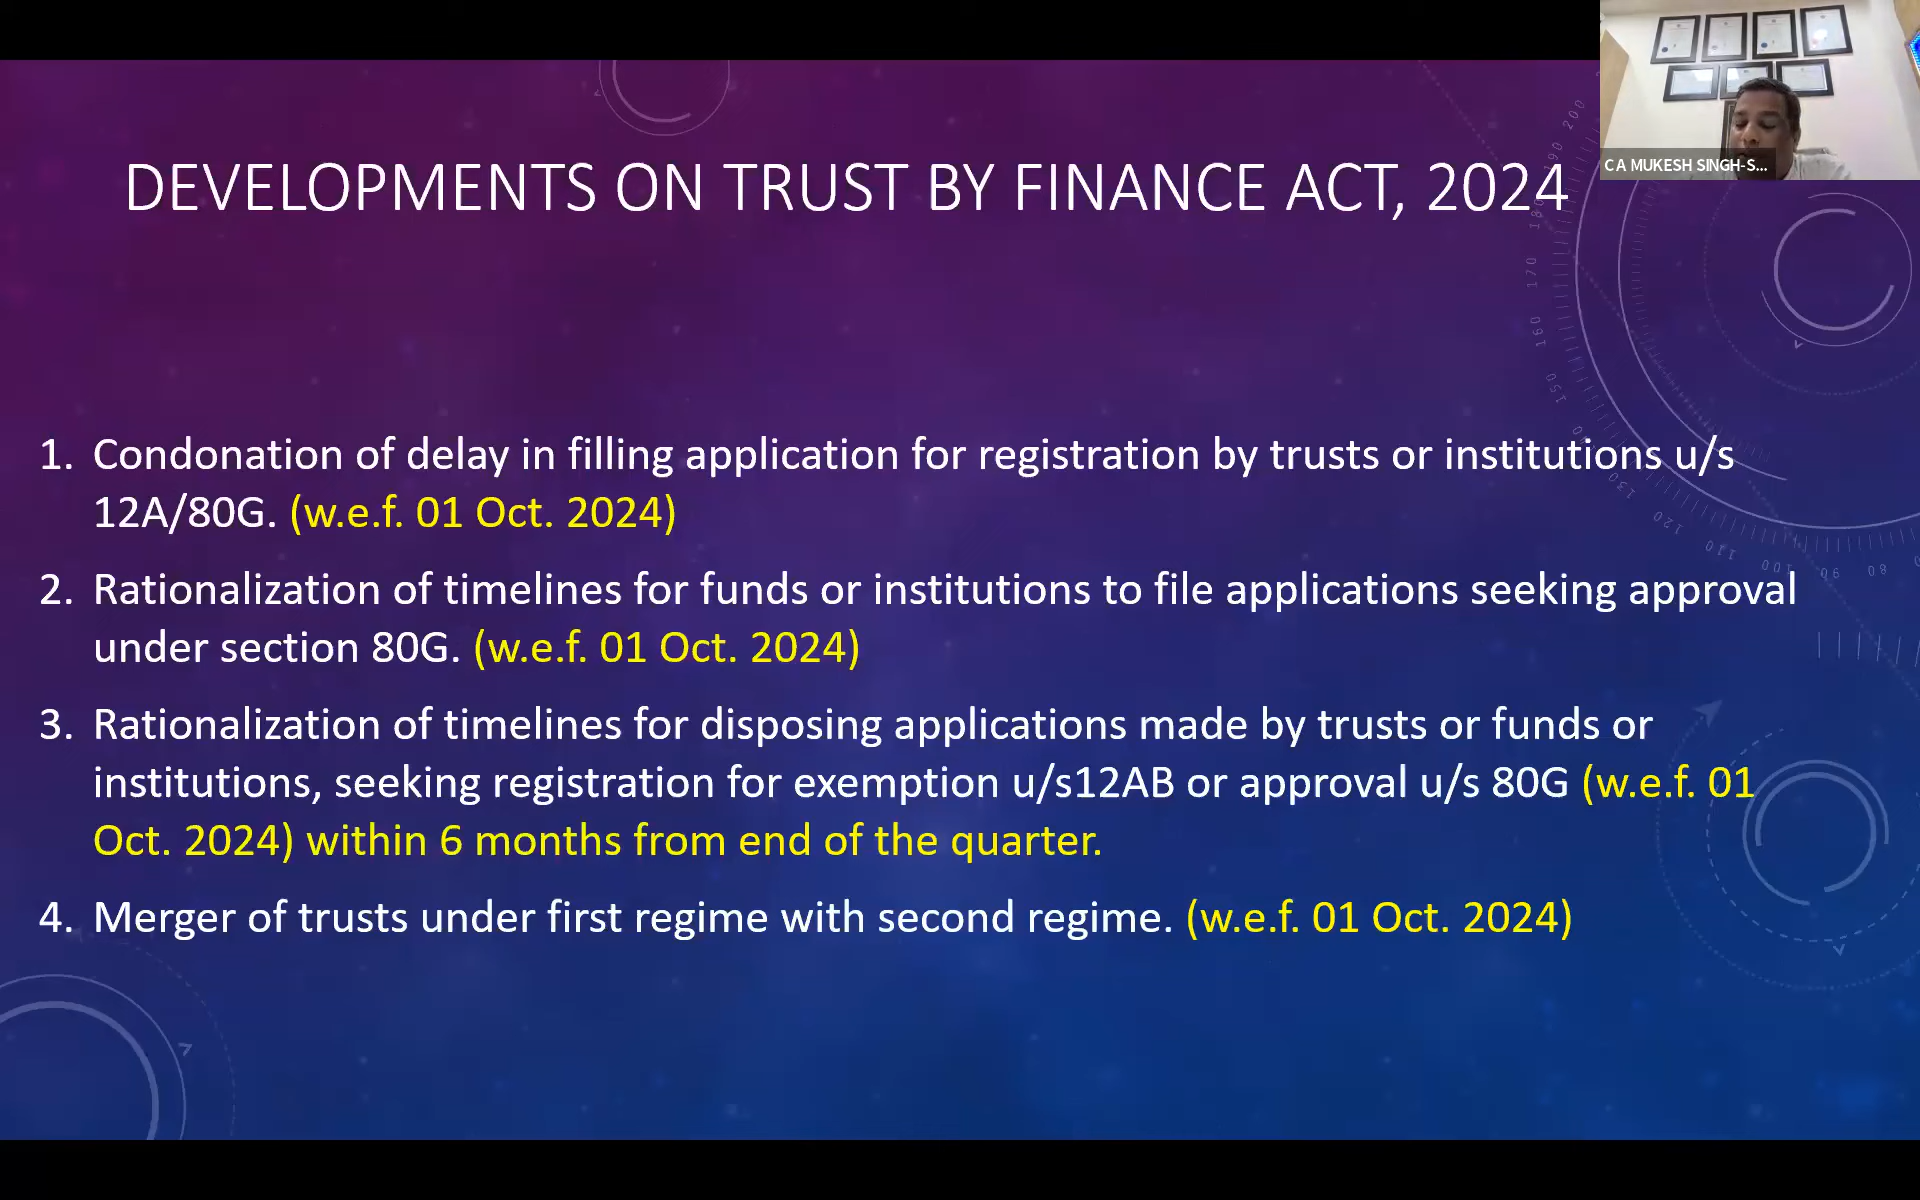 C A MUKESH SINGH-S...
DEVELOPMENTS ON TRUST BY FINANCE ACT, 2024
1. Condonation of delay in filling application for registration by trusts or institutions u/s
12A/80G. (w.e.f. 01 Oct. 2024)
2. Rationalization of timelines for funds or institutions to file applications seeking approval
under section 80G. (w.e.f. 01 Oct. 2024)
3. Rationalization of timelines for disposing applications made by trusts or funds or
institutions, seeking registration for exemption u/s12AB or approval u/s 80G (w.e.f. 01
Oct. 2024) within 6 months from end of the quarter.
4. Merger of trusts under first regime with second regime. (w.e.f. 01 Oct. 2024)